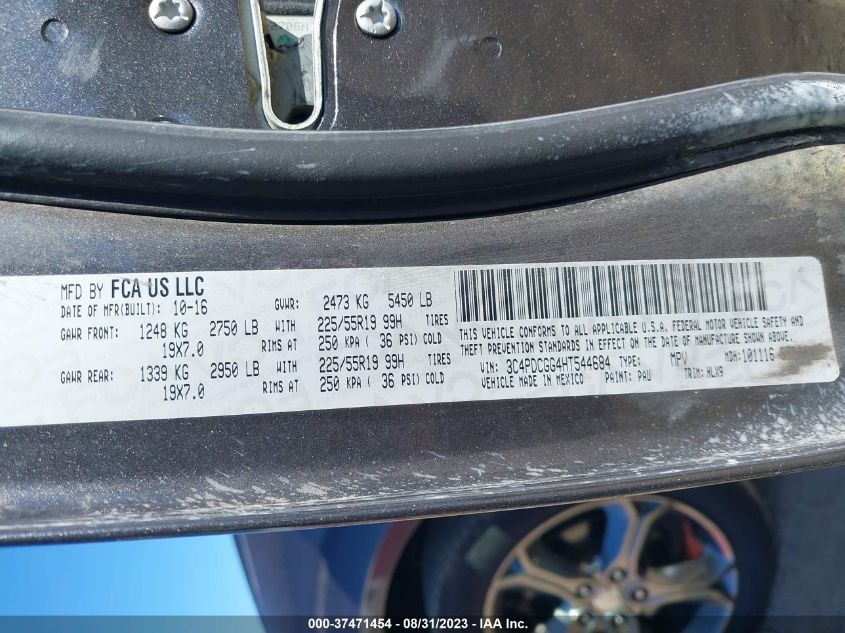 MFD BY FCA US LLC
DATE OF MFR(BUILT): 10-16 GVWR: 2473 KG 5450 LB
GAWR FRONT: 1248 KG 2750 LB WITH 225/55R19 99H TIRES
19X7.0 RIMS AT 250 KPA ( 36 PSI) COLD
GAWR REAR: 1339 KG 2950 LB WITH 225/55R19 99H TIRES
19X7.0 RIMS AT 250 KPA ( 36 PSI) COLD
THIS VEHICLE CONFORMS TO ALL APPLICABLE U.S.A. FEDERAL MOTOR VEHICLE SAFETY AND
THEFT PREVENTION STANDARDS IN EFFECT ON THE DATE OF MANUFACTURE SHOWN ABOVE.
VIN: 3C4PDCGG4HT544684 TYPE: MPV MDH: 101116
VEHICLE MADE IN MEXICO PAINT: PAU TRIM: HLX9
000-37471454 - 08/31/2023 - © IAA Inc.